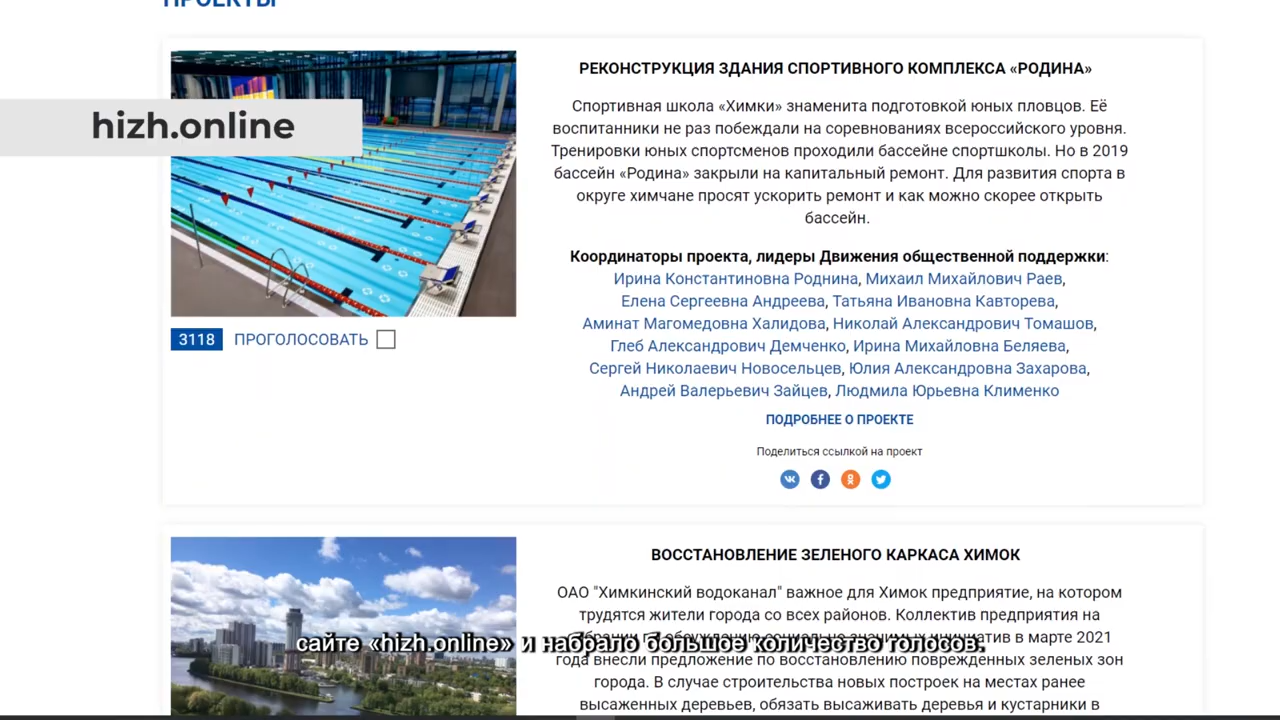 ПРОЕКТЫ
hizh.online
3118 ПРОГОЛОСОВАТЬ
РЕКОНСТРУКЦИЯ ЗДАНИЯ СПОРТИВНОГО КОМПЛЕКСА «РОДИНА»
Спортивная школа «Химки» знаменита подготовкой юных пловцов. Её
воспитанники не раз побеждали на соревнованиях всероссийского уровня.
Тренировки юных спортсменов проходили бассейне спортшколы. Но в 2019
бассейн «Родина» закрыли на капитальный ремонт. Для развития спорта в
округе химчане просят ускорить ремонт и как можно скорее открыть
бассейн.
Координаторы проекта, лидеры Движения общественной поддержки:
Ирина Константиновна Роднина, Михаил Михайлович Раев,
Елена Сергеевна Андреева, Татьяна Ивановна Кавторева,
Аминат Магомедовна Халидова, Николай Александрович Томашов,
Глеб Александрович Демченко, Ирина Михайловна Беляева,
Сергей Николаевич Новосельцев, Юлия Александровна Захарова,
Андрей Валерьевич Зайцев, Людмила Юрьевна Клименко
ПОДРОБНЕЕ О ПРОЕКТЕ
Поделиться ссылкой на проект
ВОССТАНОВЛЕНИЕ ЗЕЛЕНОГО КАРКАСА ХИМОК
ОАО "Химкинский водоканал" важное для Химок предприятие, на котором
трудятся жители города со всех районов. Коллектив предприятия на
в марте 2021
сайте «hizh.online» и набрало большое количество голосов.
года внесли предложение по восстановлению поврежденных зеленых зон
города. В случае строительства новых построек на местах ранее
высаженных деревьев, обязать высаживать деревья и кустарники в